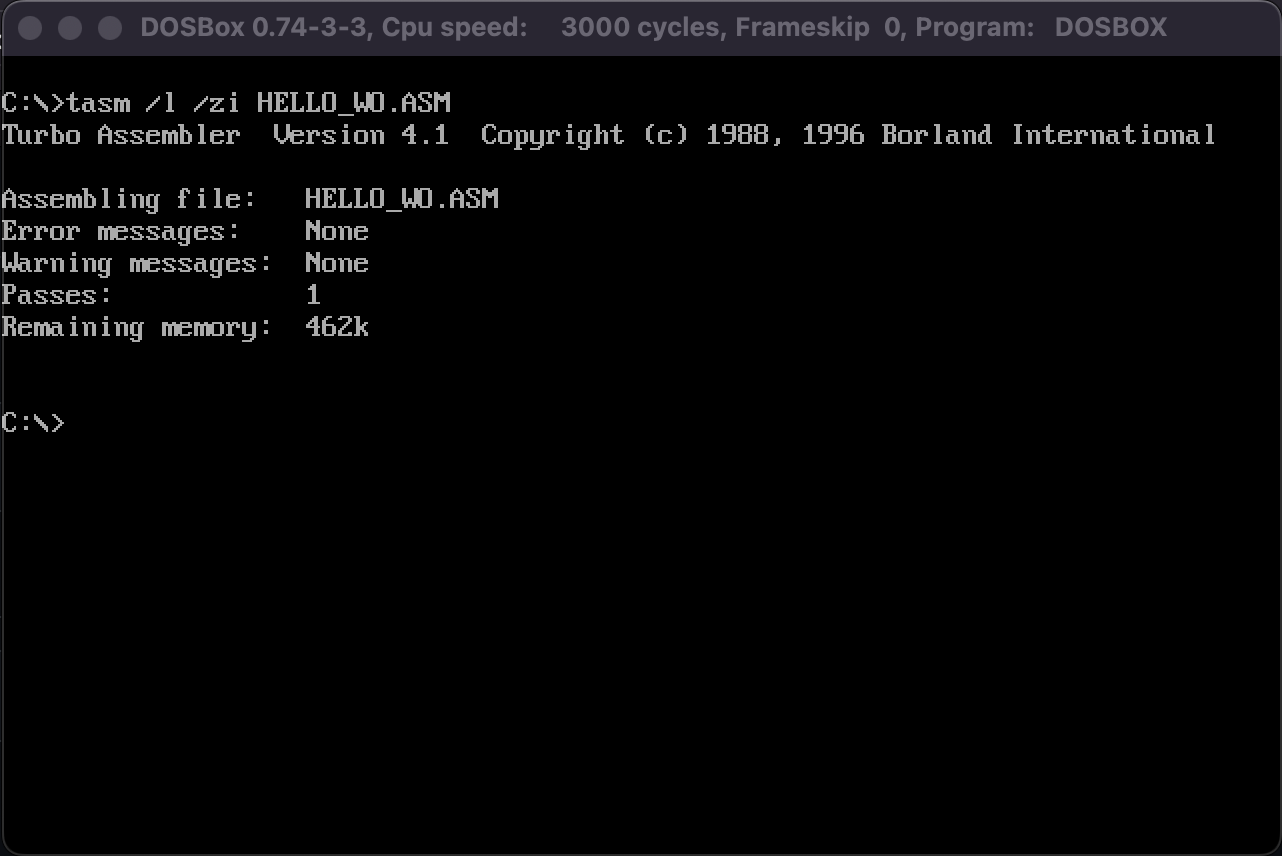 DOSBox 0.74-3-3, Cpu speed: 3000 cycles, Frameskip 0, Program: DOSBOX
C:\>tasm /l /zi HELLO_WO.ASM
Turbo Assembler Version 4.1 Copyright (c) 1988, 1996 Borland International
Assembling file: HELLO_WO.ASM
Error messages: None
Warning messages: None
Passes: 1
Remaining memory: 462k
C:\>